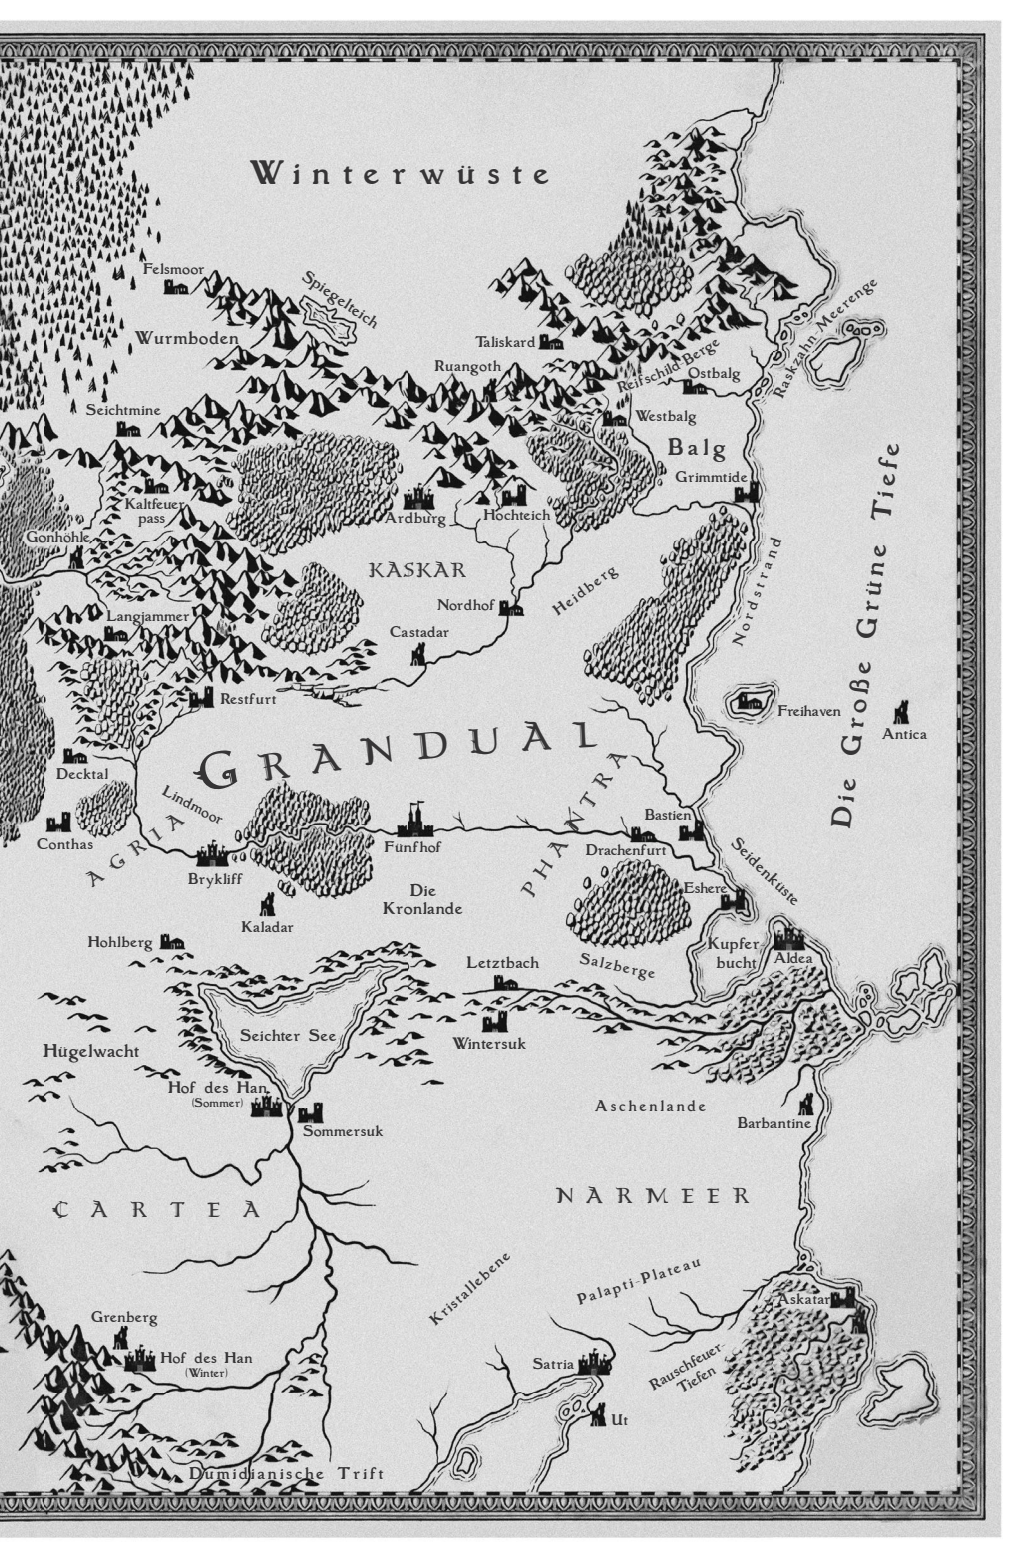 Winterwüste
Felsmoor
Spiegelteich
Wurmboden
Taliskard
Raskzahn-Meerenge
Reifschild-Berge
Ruangoth
Ostbalg
Seichtmine
Westbalg
Balg
Grimmtide
Kaltfeuer-
pass
Ardburg
Hochteich
Gonhöhle
KASKAR
Heidberg
Nordstrand
Nordhof
Langjammer
Castadar
Restfurt
Freihaven
Antica
Die Große Grüne Tiefe
GRANDUAL
Decktal
Lindmoor
PHANTRA
Bastien
Conthas
AGRIA
Fünfhof
Drachenfurt
Seidenküste
Brykliff
Die
Kronlande
Eshere
Kaladar
Hohlberg
Kupfer-
bucht
Aldea
Salzberge
Letztbach
Seichter See
Wintersuk
Hügelwacht
Hof des Han
(Sommer)
Sommersuk
Aschenlande
Barbantine
CARTEA
NARMEER
Kristallebene
Palapti-Plateau
Askatar
Grenberg
Hof des Han
(Winter)
Satria
Rauschfeuer-
Tiefen
Ut
Dumidianische Trift